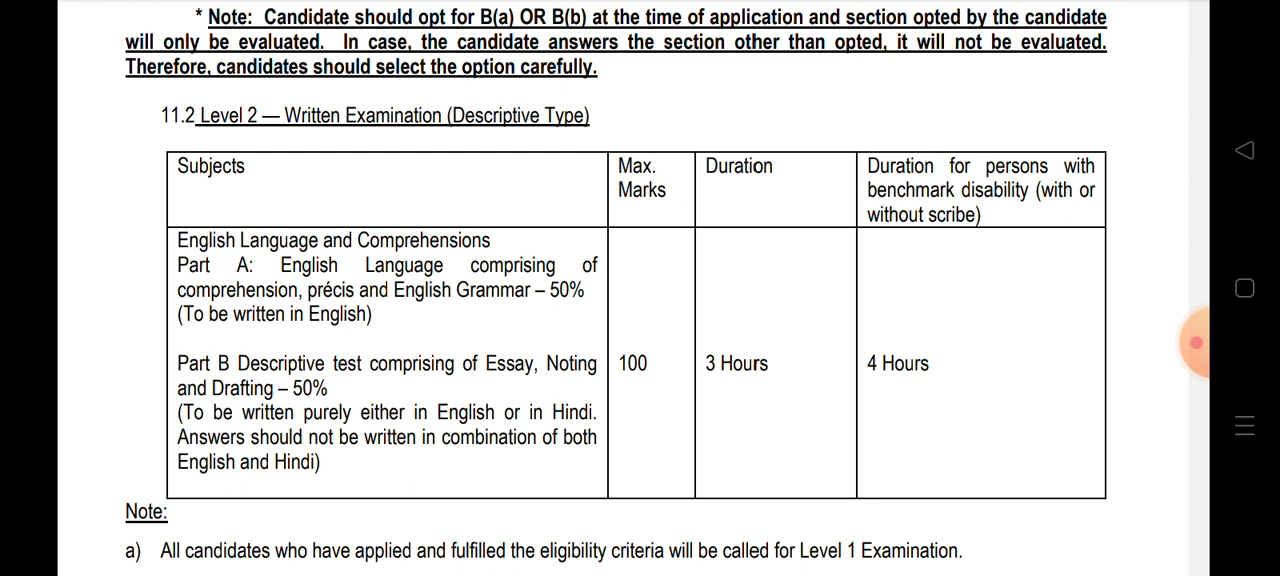 * Note: Candidate should opt for B(a) OR B(b) at the time of application and section opted by the candidate
will only be evaluated. In case, the candidate answers the section other than opted, it will not be evaluated.
Therefore, candidates should select the option carefully.
11.2 Level 2 — Written Examination (Descriptive Type)
Subjects
Max.
Marks
Duration
Duration for persons with
benchmark disability (with or
without scribe)
English Language and Comprehensions
Part A: English Language comprising of
comprehension, précis and English Grammar – 50%
(To be written in English)
Part B Descriptive test comprising of Essay, Noting
and Drafting – 50%
(To be written purely either in English or in Hindi.
Answers should not be written in combination of both
English and Hindi)
100
3 Hours
4 Hours
Note:
a) All candidates who have applied and fulfilled the eligibility criteria will be called for Level 1 Examination.